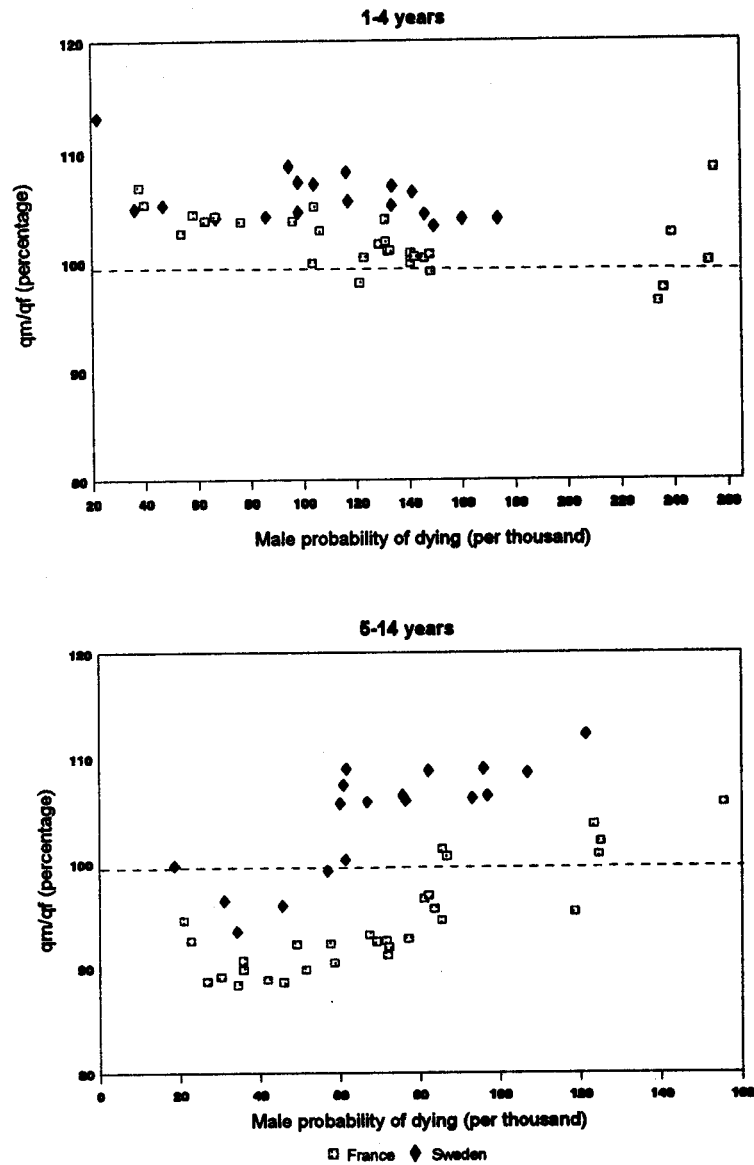 1-4 years
120
110
100
90
80
qm/qf (percentage)
20 40 60 80 100 120 140 160 180 200 220 240 260
Male probability of dying (per thousand)
5-14 years
120
110
100
90
80
qm/qf (percentage)
0 20 40 60 80 100 120 140 160
Male probability of dying (per thousand)
France Sweden